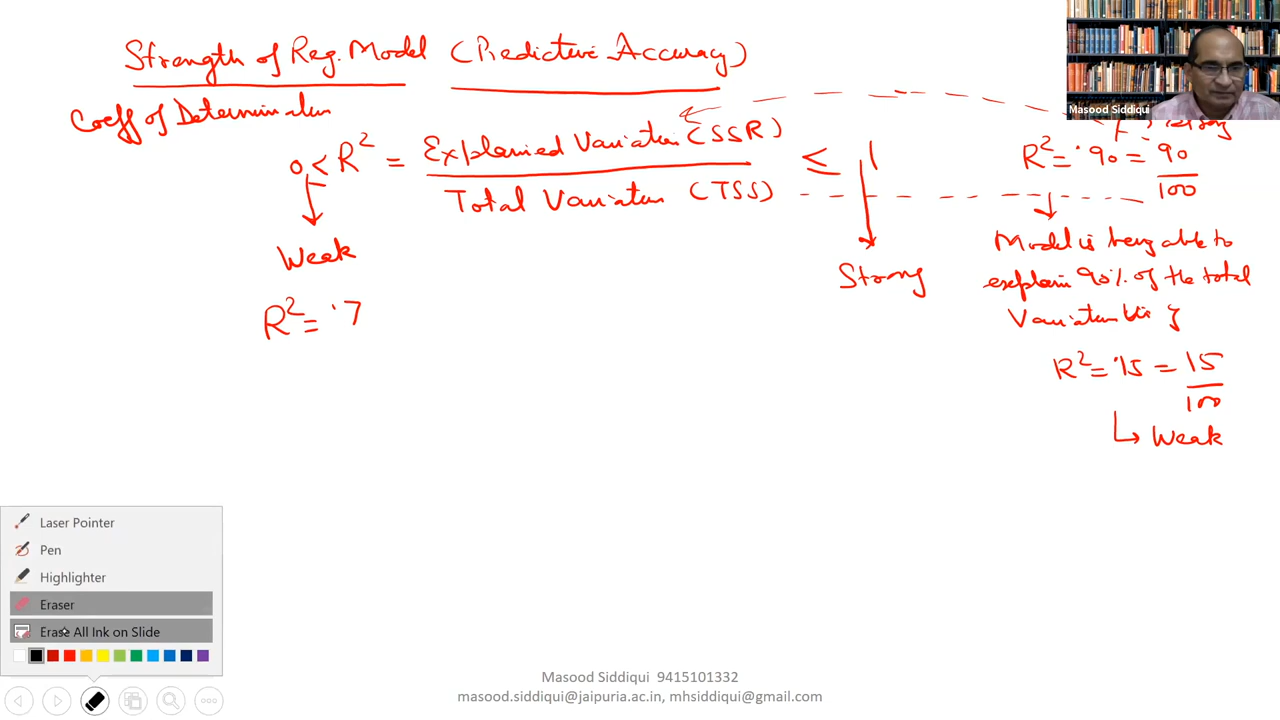 Strength of Reg. Model (Predictive Accuracy)
Coeff of Determination
0 < R² = Explained Variation (SSR) / Total Variation (TSS) ≤ 1
Weak
Strong
R² = .7
R² = .90 = 90/100
Model is being able to
explain 90% of the total
Variation
R² = .15 = 15/100
↳ Weak
Masood Siddiqui
Laser Pointer
Pen
Highlighter
Eraser
Erase All Ink on Slide
Masood Siddiqui 9415101332
masood.siddiqui@jaipuria.ac.in, mhsiddiqui@gmail.com